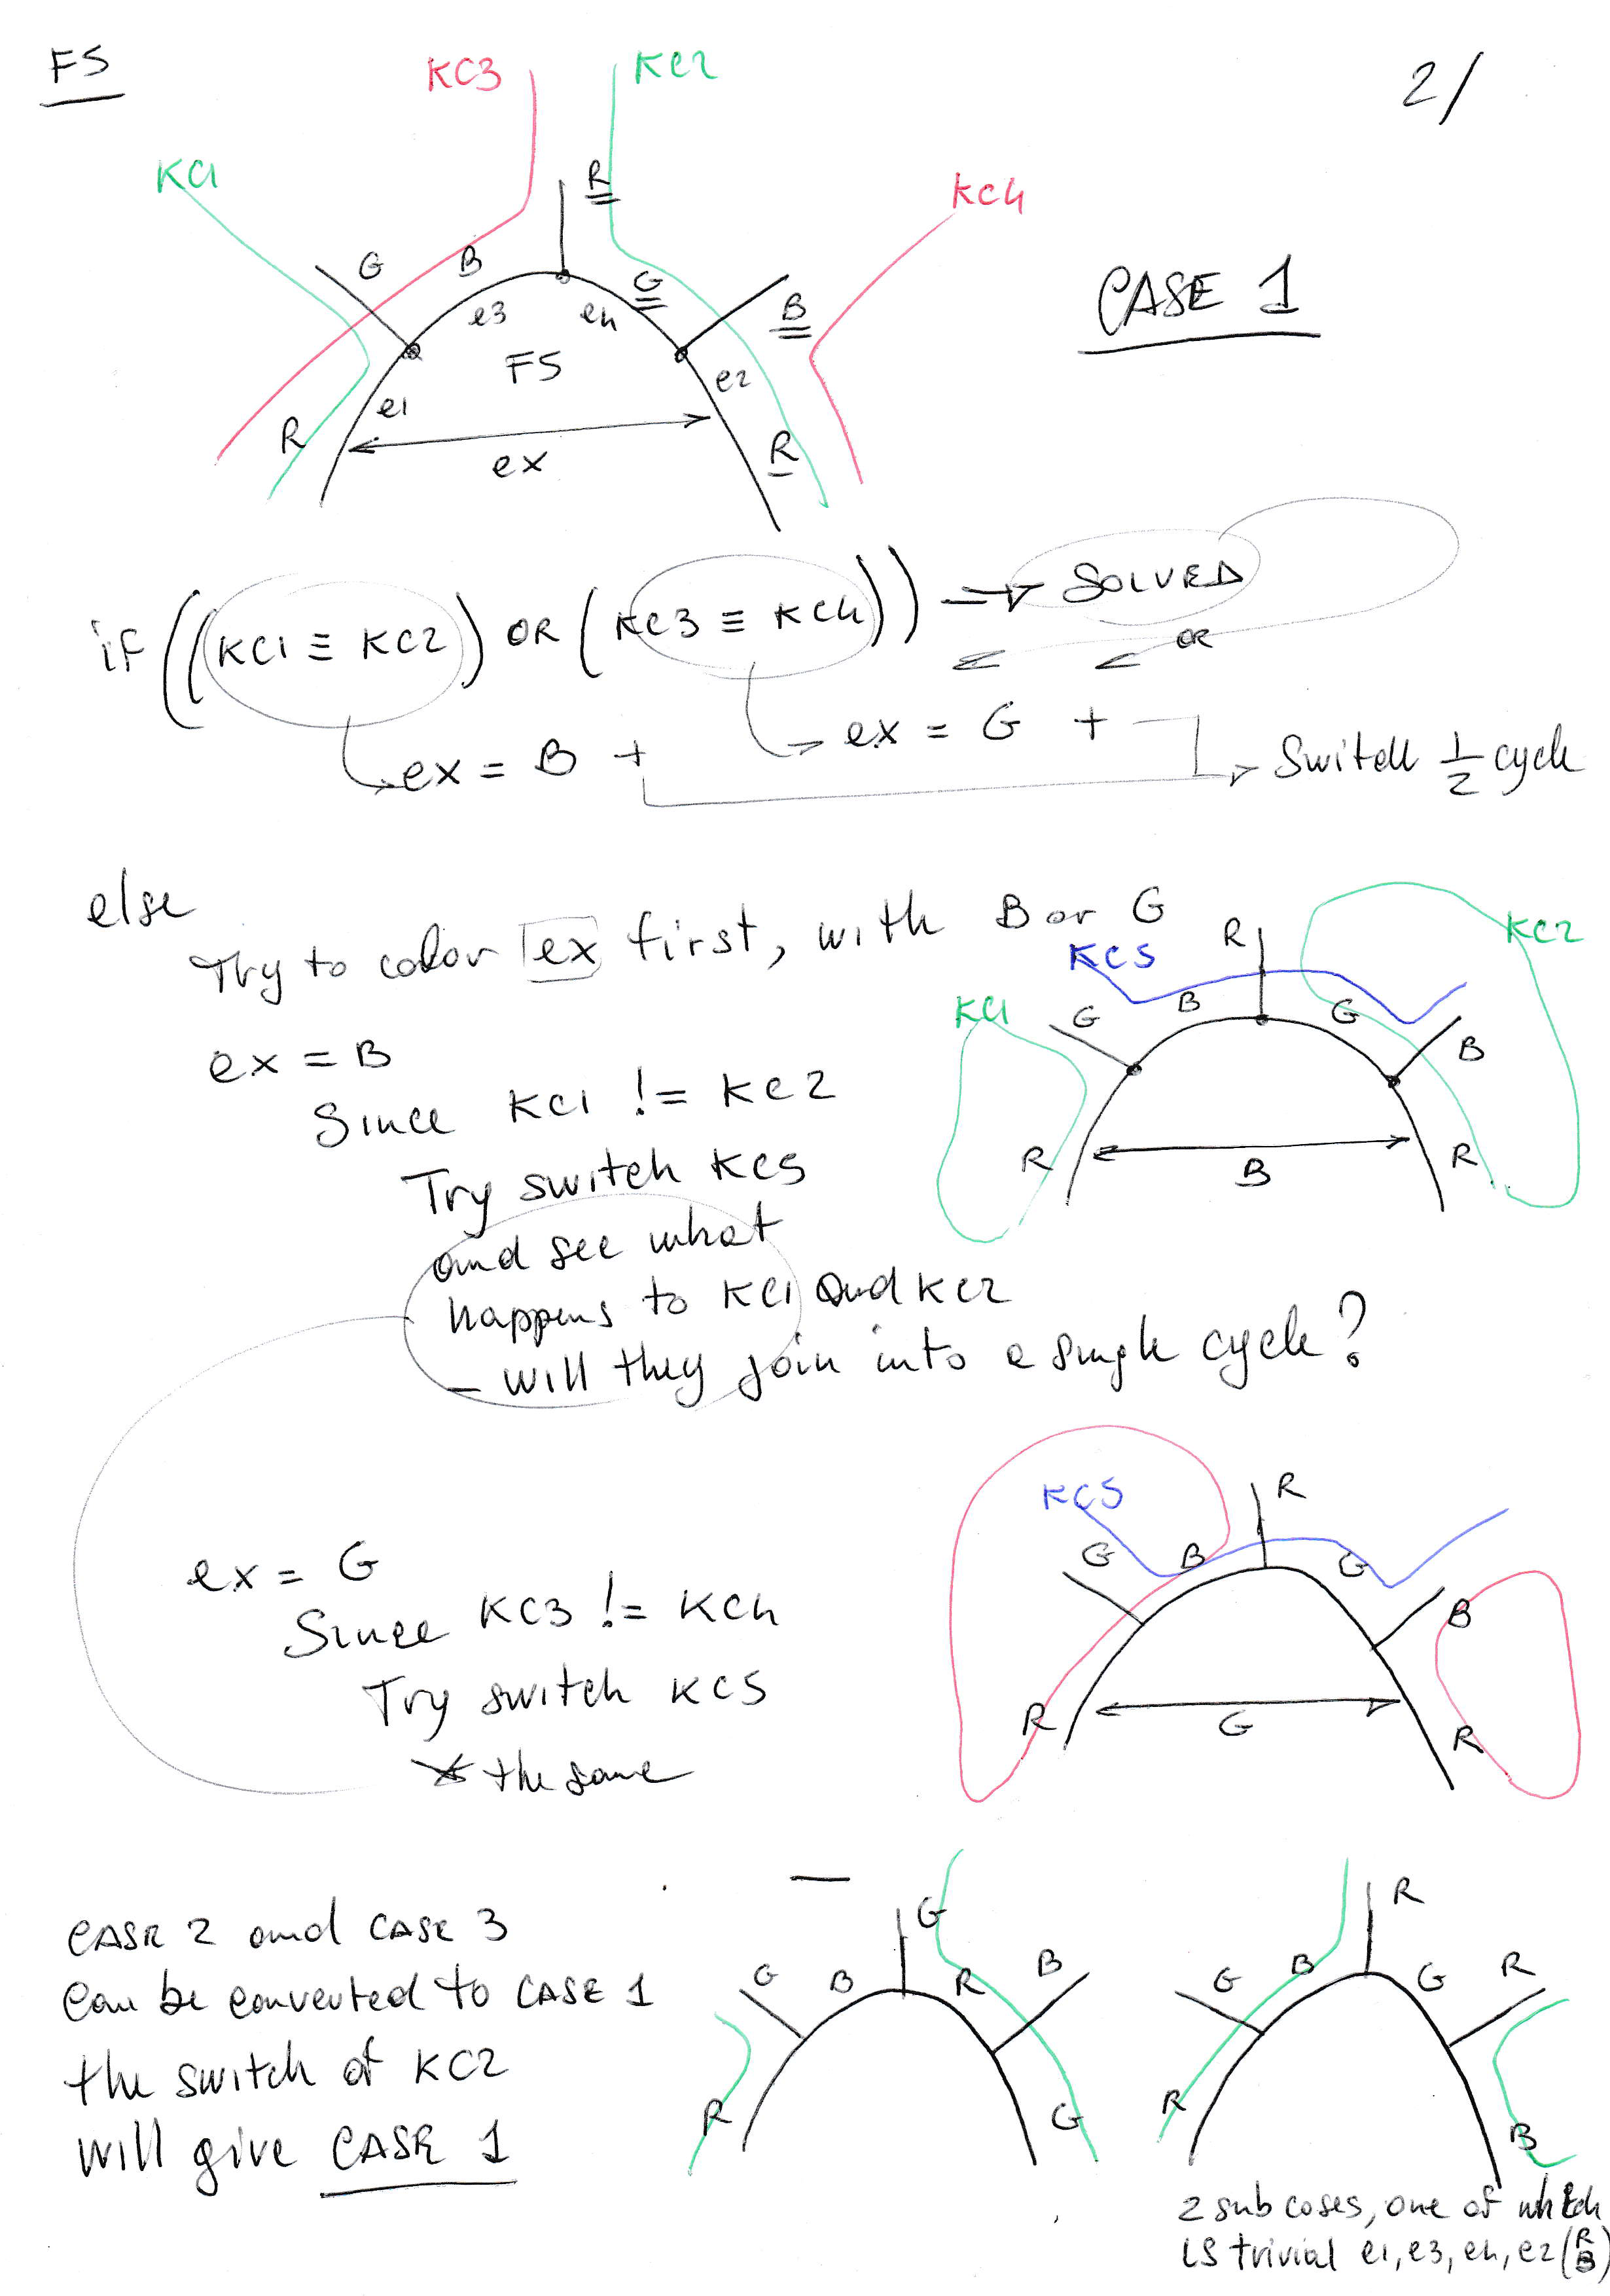 F5
2/
KC3
KC2
KC1
KC4
R
G
B
e3
e4
G
B
F5
e1
e2
R
R
ex
CASE 1
if ((KC1 ≡ KC2) OR (KC3 ≡ KC4)) → SOLVED
OR
ex = B +
ex = G +
Switch 1/2 cycle
else
Try to color ex first, with B or G
ex = B
Since KC1 != KC2
Try switch KC5
and see what
happens to KC1 and KC2
– will they join into a single cycle?
KC5
R
KC2
KC1
G
B
G
B
R
B
R
ex = G
Since KC3 != KC4
Try switch KC5
the same
KC5
R
G
B
G
B
R
G
R
CASE 2 and CASE 3
can be converted to CASE 1
the switch of KC2
will give CASE 1
G
G
B
R
B
R
G
R
G
B
G
R
R
B
2 sub cases, one of which
is trivial e1, e3, e4, e2 (R B)